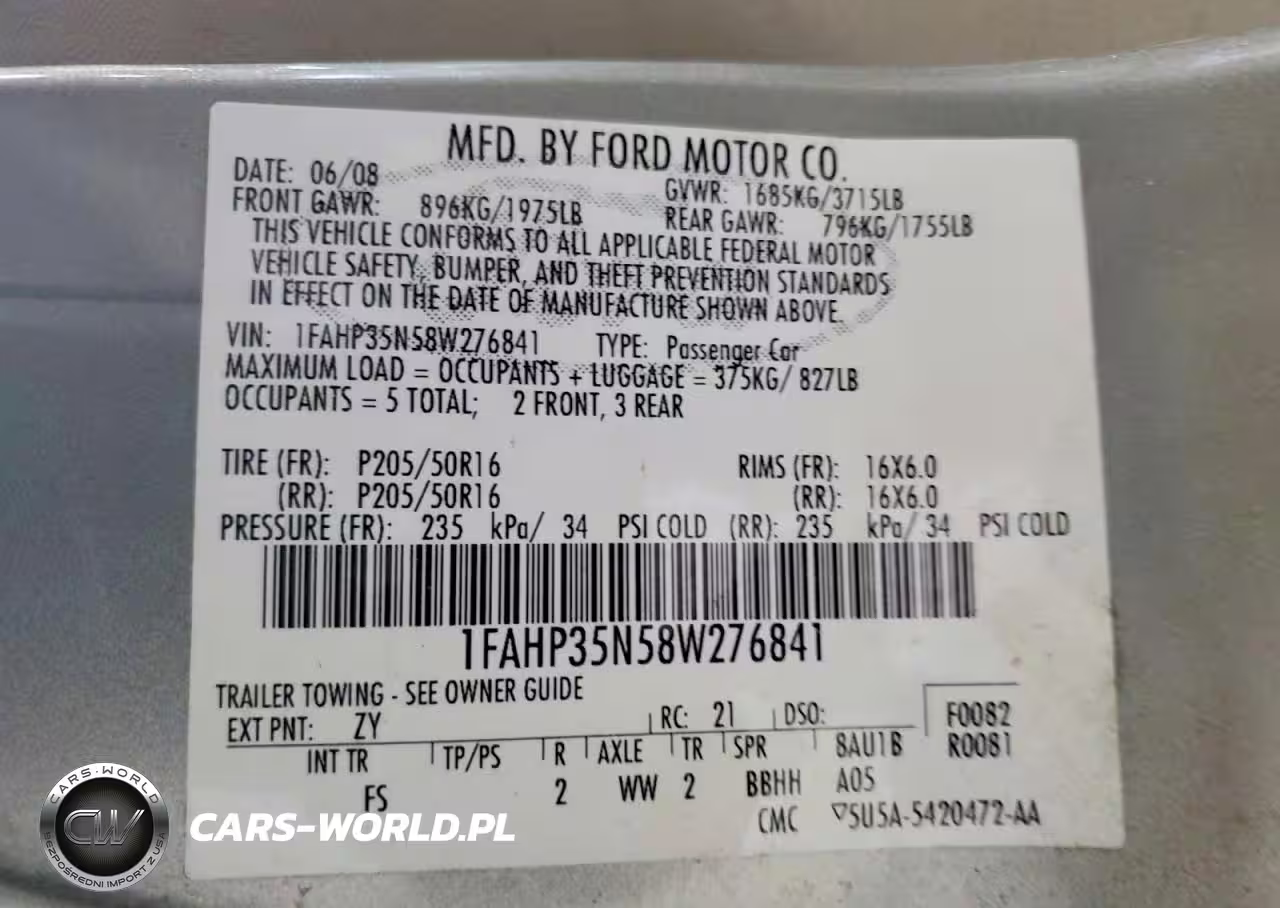 MFD. BY FORD MOTOR CO.
DATE: 06/08 GVWR: 1685KG/3715LB
FRONT GAWR: 896KG/1975LB REAR GAWR: 796KG/1755LB
THIS VEHICLE CONFORMS TO ALL APPLICABLE FEDERAL MOTOR
VEHICLE SAFETY, BUMPER, AND THEFT PREVENTION STANDARDS
IN EFFECT ON THE DATE OF MANUFACTURE SHOWN ABOVE.
VIN: 1FAHP35N58W276841 TYPE: Passenger Car
MAXIMUM LOAD = OCCUPANTS + LUGGAGE = 375KG/ 827LB
OCCUPANTS = 5 TOTAL; 2 FRONT, 3 REAR
TIRE (FR): P205/50R16 RIMS (FR): 16X6.0
(RR): P205/50R16 (RR): 16X6.0
PRESSURE (FR): 235 kPa/ 34 PSI COLD (RR): 235 kPa/ 34 PSI COLD
1FAHP35N58W276841
TRAILER TOWING - SEE OWNER GUIDE
EXT PNT: ZY RC: 21 DSO: F0082
INT TR TP/PS R AXLE TR SPR 8AU1B R0081
FS 2 WW 2 BBHH A05
CMC ▽5U5A-5420472-AA
CARS-WORLD
CW
BEZPOŚREDNI IMPORT Z USA
CARS-WORLD.PL